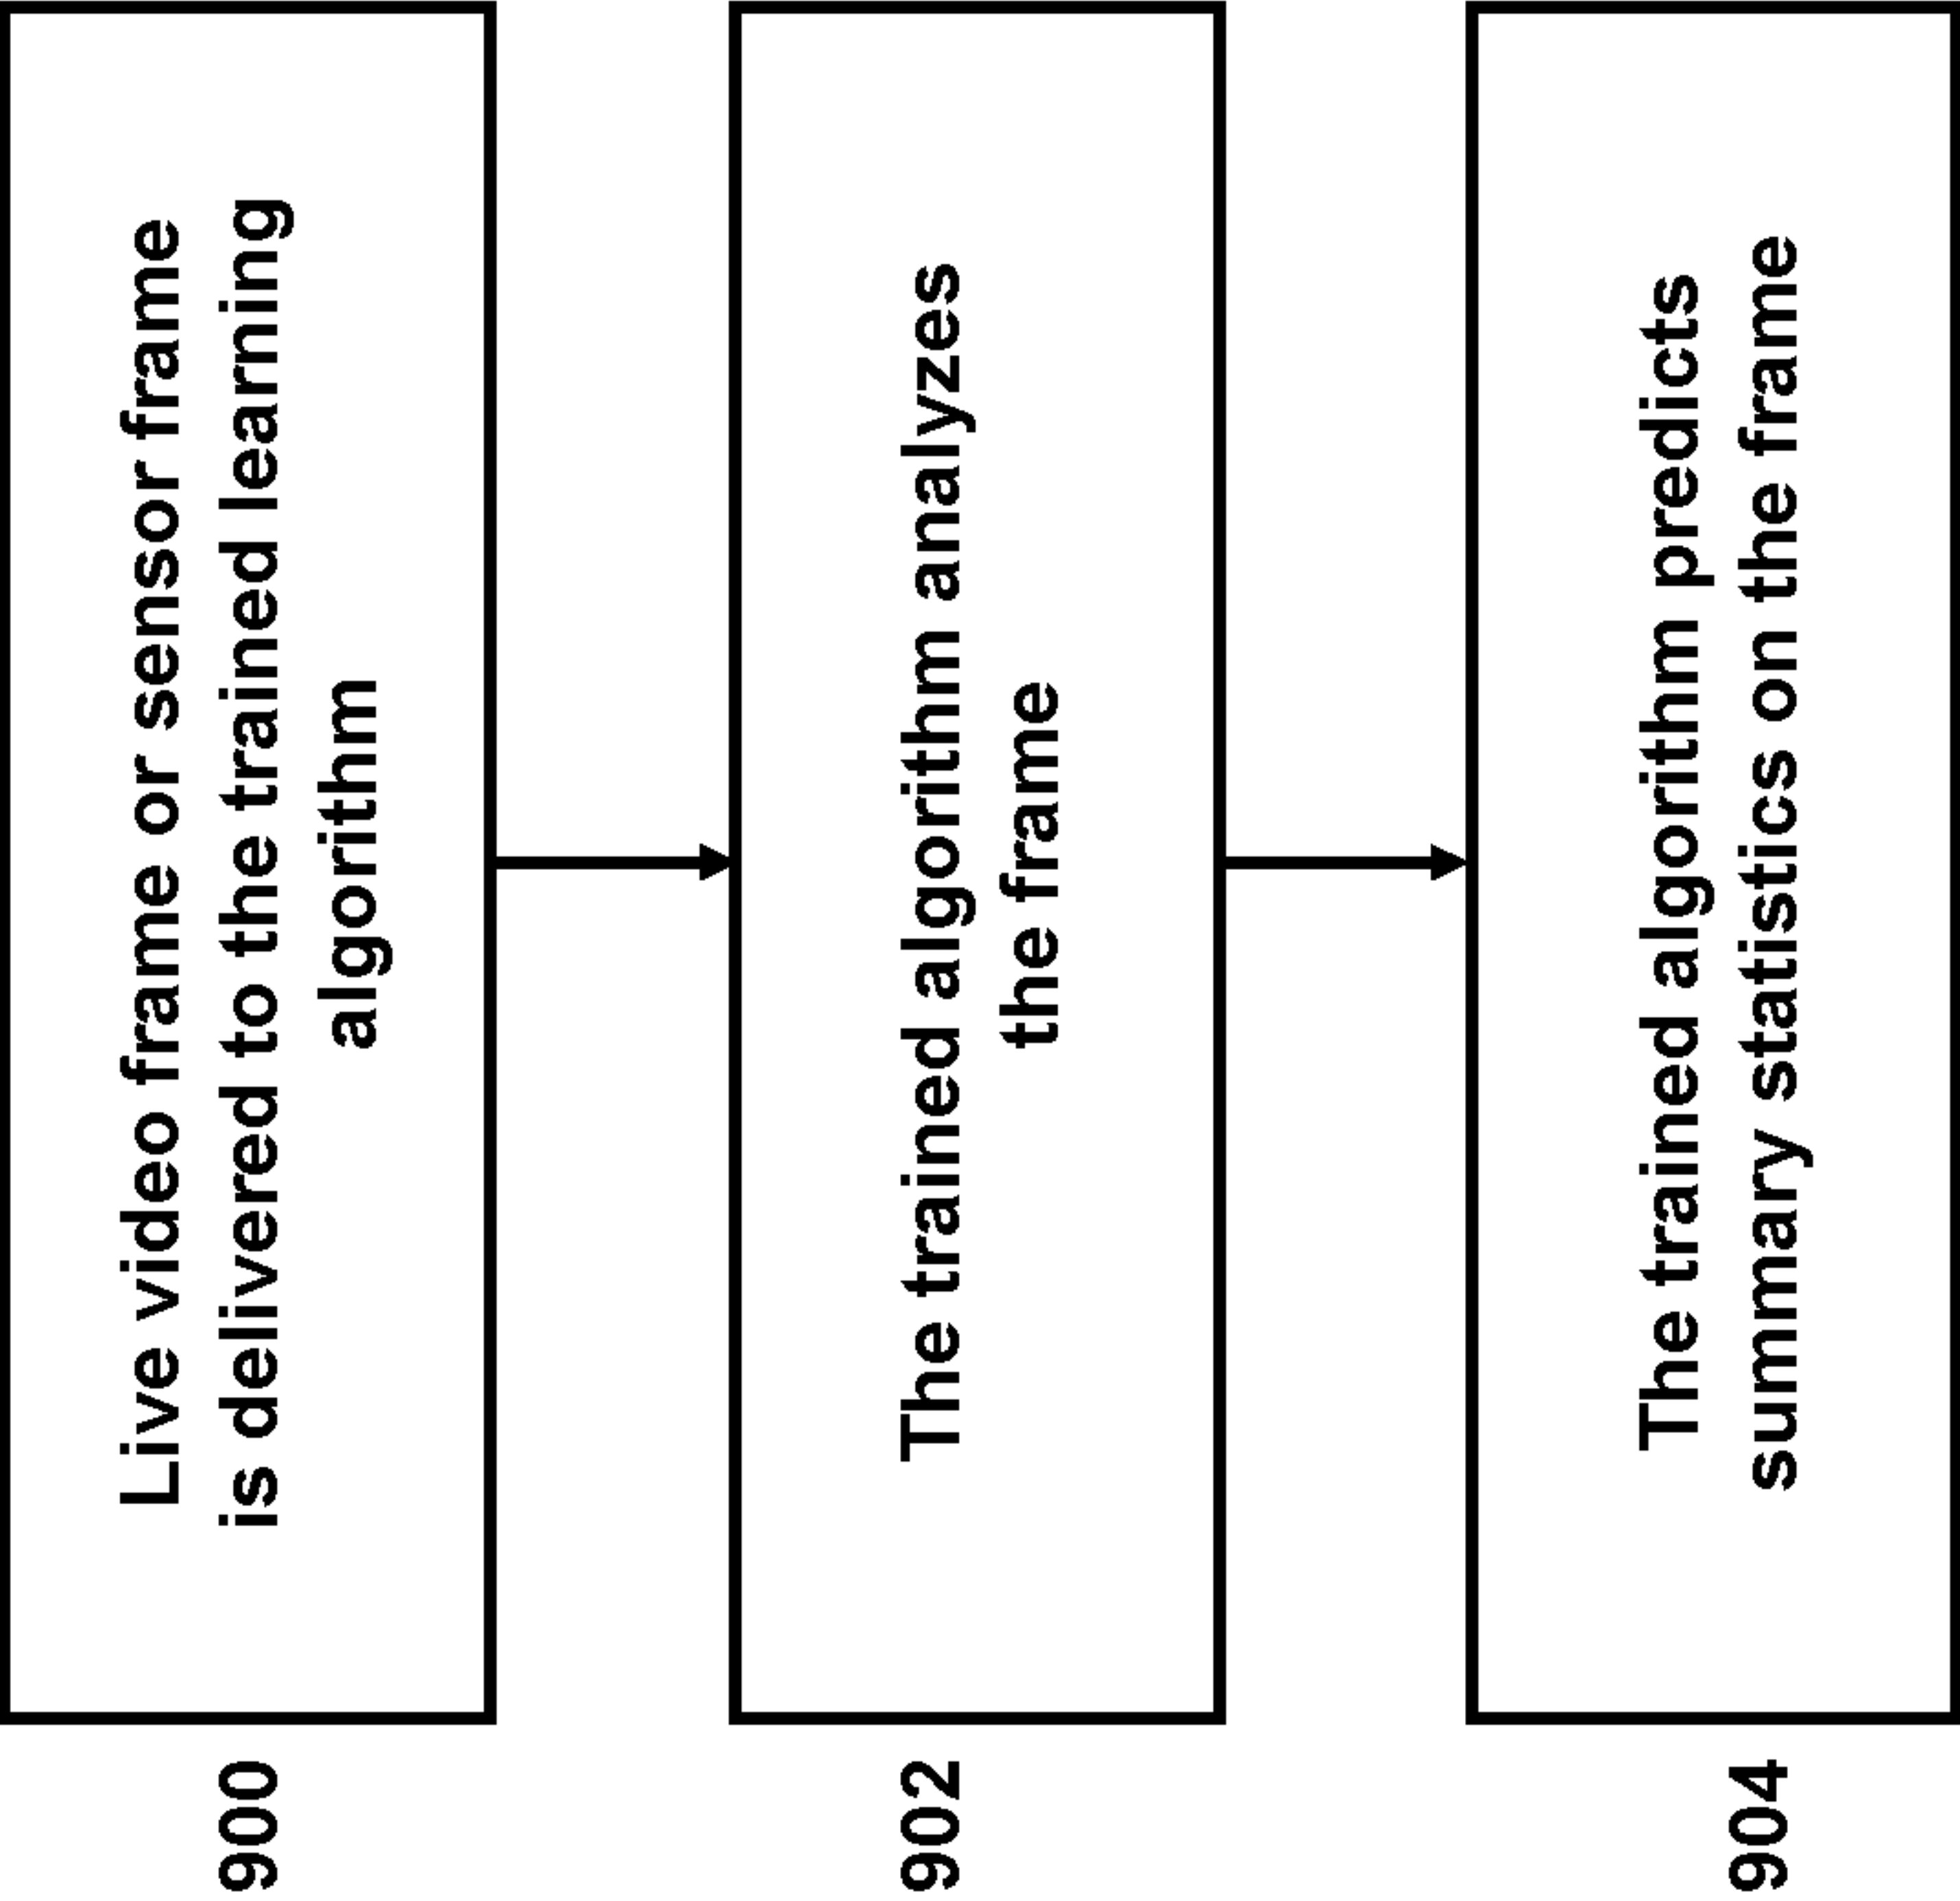 900
Live video frame or sensor frame
is delivered to the trained learning
algorithm
902
The trained algorithm analyzes
the frame
904
The trained algorithm predicts
summary statistics on the frame